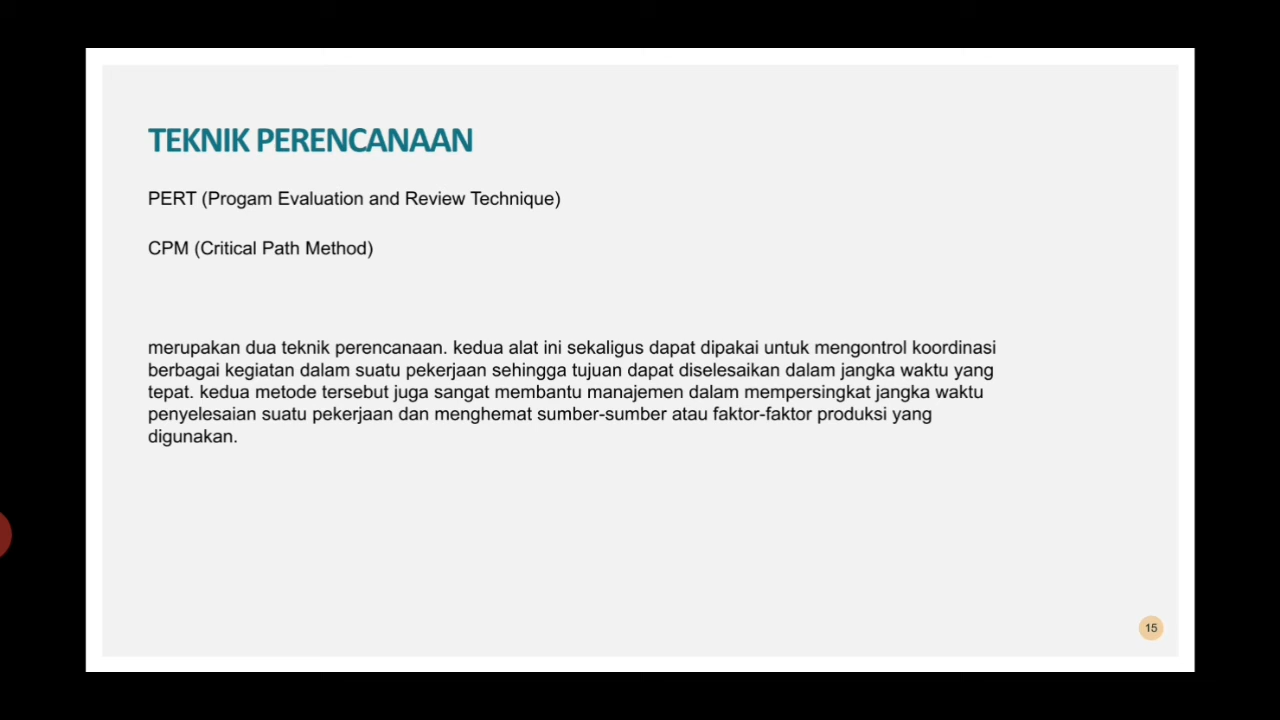 TEKNIK PERENCANAAN
PERT (Progam Evaluation and Review Technique)
CPM (Critical Path Method)
merupakan dua teknik perencanaan. kedua alat ini sekaligus dapat dipakai untuk mengontrol koordinasi
berbagai kegiatan dalam suatu pekerjaan sehingga tujuan dapat diselesaikan dalam jangka waktu yang
tepat. kedua metode tersebut juga sangat membantu manajemen dalam mempersingkat jangka waktu
penyelesaian suatu pekerjaan dan menghemat sumber-sumber atau faktor-faktor produksi yang
digunakan.
15